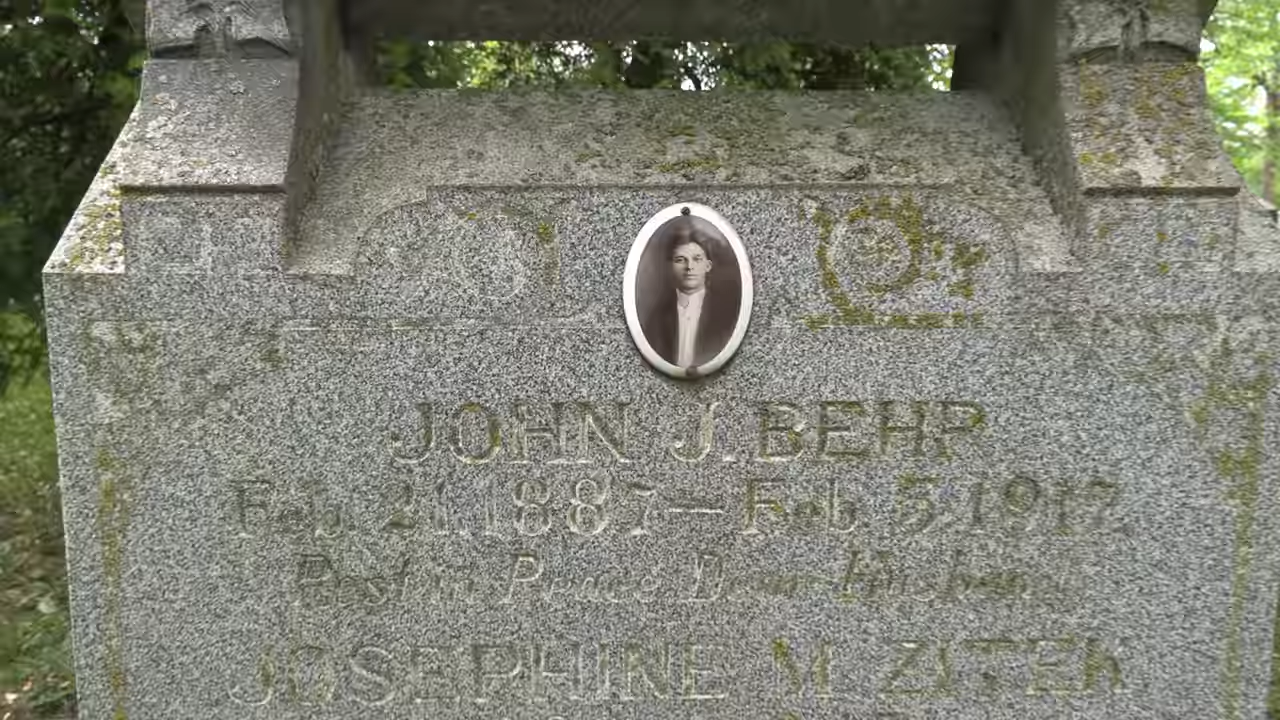 JOHN J. BEHR
Feb. 21. 1887 — Feb. 5. 1917
Rest in Peace Dear Husband
JOSEPHINE M. ZITEK